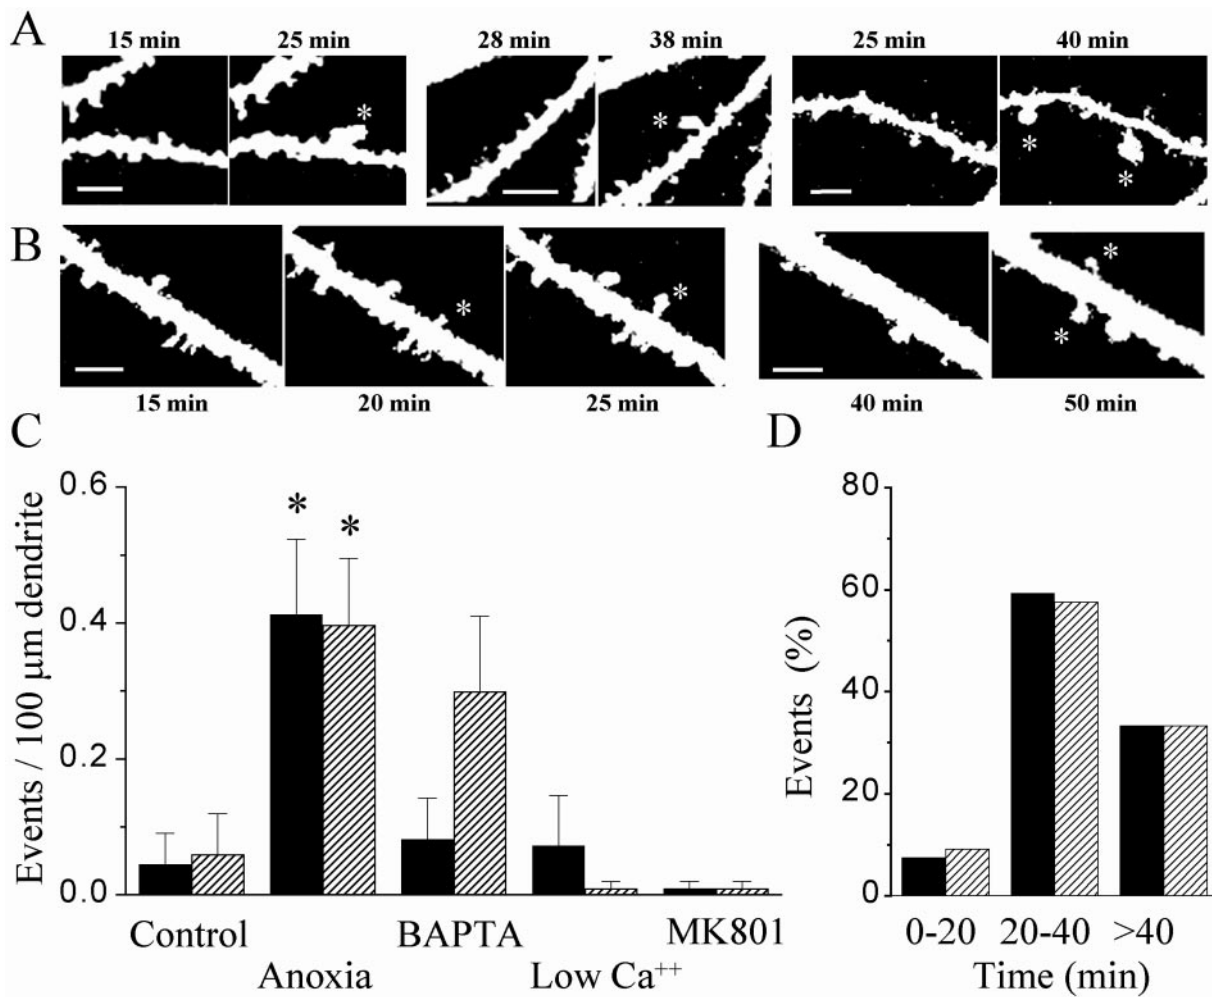 A
15 min 25 min 28 min 38 min 25 min 40 min
* * * *
B
* * * *
15 min 20 min 25 min 40 min 50 min
C
Events / 100 µm dendrite
0.6
0.4
0.2
0.0
* *
Control
Anoxia
BAPTA
Low Ca⁺⁺
MK801
D
Events (%)
80
60
40
20
0
0-20 20-40 >40
Time (min)